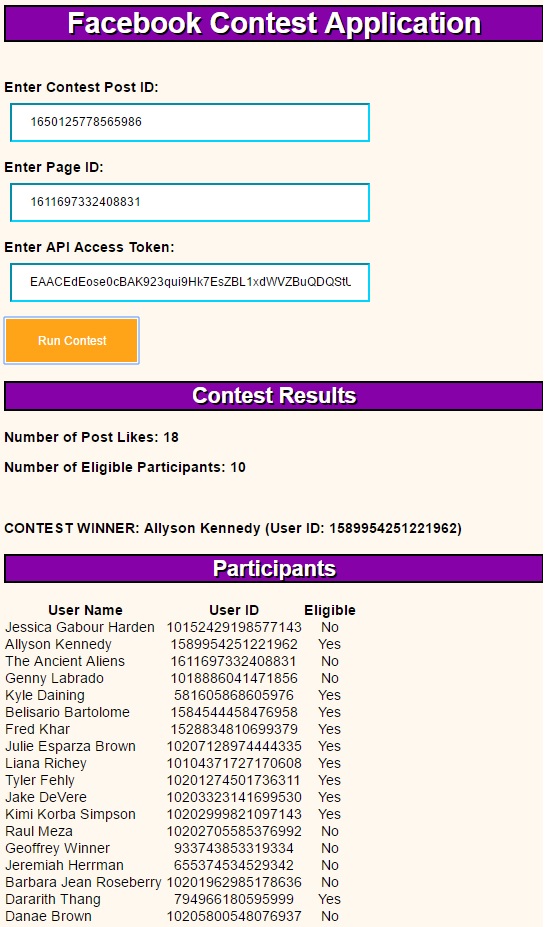 Facebook Contest Application
Enter Contest Post ID:
1650125778565986
Enter Page ID:
1611697332408831
Enter API Access Token:
EAACEdEose0cBAK923qui9Hk7EsZBL1xdWVZBuQDQStU
Run Contest
Contest Results
Number of Post Likes: 18
Number of Eligible Participants: 10
CONTEST WINNER: Allyson Kennedy (User ID: 1589954251221962)
Participants
User Name User ID Eligible
Jessica Gabour Harden 10152429198577143 No
Allyson Kennedy 1589954251221962 Yes
The Ancient Aliens 1611697332408831 No
Genny Labrado 1018886041471856 No
Kyle Daining 581605868605976 Yes
Belisario Bartolome 1584544458476958 Yes
Fred Khar 1528834810699379 Yes
Julie Esparza Brown 10207128974444335 Yes
Liana Richey 10104371727170608 Yes
Tyler Fehly 10201274501736311 Yes
Jake DeVere 10203323141699530 Yes
Kimi Korba Simpson 10202999821097143 Yes
Raul Meza 10202705585376992 No
Geoffrey Winner 933743853319334 No
Jeremiah Herrman 655374534529342 No
Barbara Jean Roseberry 10201962985178636 No
Dararith Thang 794966180595999 Yes
Danae Brown 10205800548076937 No